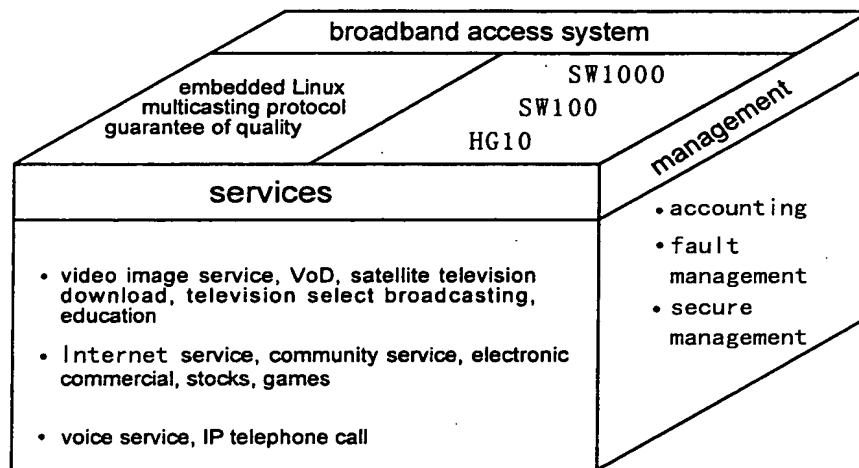 broadband access system
embedded Linux
multicasting protocol
guarantee of quality
SW1000
SW100
HG10
management
services
• accounting
• fault
management
• secure
management
• video image service, VoD, satellite television
download, television select broadcasting,
education
• Internet service, community service, electronic
commercial, stocks, games
• voice service, IP telephone call